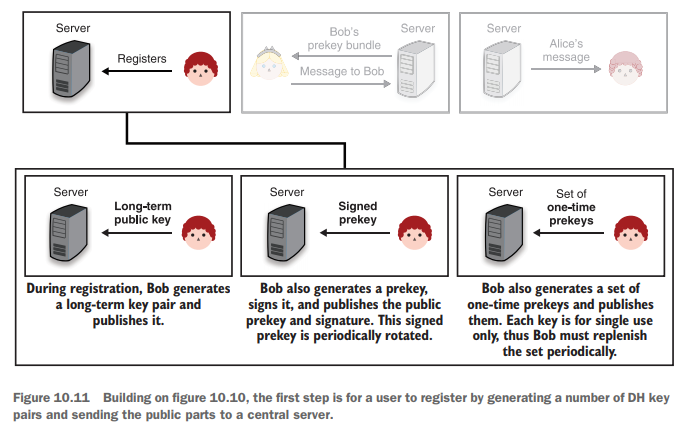 Server
Registers
Bob's
prekey bundle
Message to Bob
Server
Server
Alice's
message
Server
Long-term
public key
During registration, Bob generates
a long-term key pair and
publishes it.
Server
Signed
prekey
Bob also generates a prekey,
signs it, and publishes the public
prekey and signature. This signed
prekey is periodically rotated.
Server
Set of
one-time
prekeys
Bob also generates a set of
one-time prekeys and publishes
them. Each key is for single use
only, thus Bob must replenish
the set periodically.
Figure 10.11 Building on figure 10.10, the first step is for a user to register by generating a number of DH key
pairs and sending the public parts to a central server.